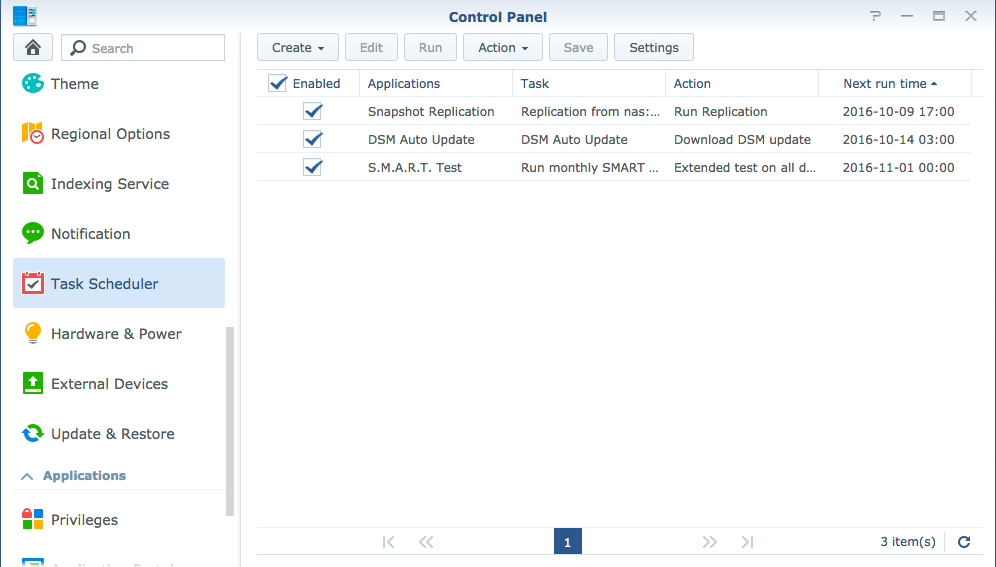 Control Panel
Search
Create Edit Run Action Save Settings
Theme
Regional Options
Indexing Service
Notification
Task Scheduler
Hardware & Power
External Devices
Update & Restore
Applications
Privileges
Enabled Applications Task Action Next run time
Snapshot Replication Replication from nas:... Run Replication 2016-10-09 17:00
DSM Auto Update DSM Auto Update Download DSM update 2016-10-14 03:00
S.M.A.R.T. Test Run monthly SMART ... Extended test on all d... 2016-11-01 00:00
1 3 item(s)